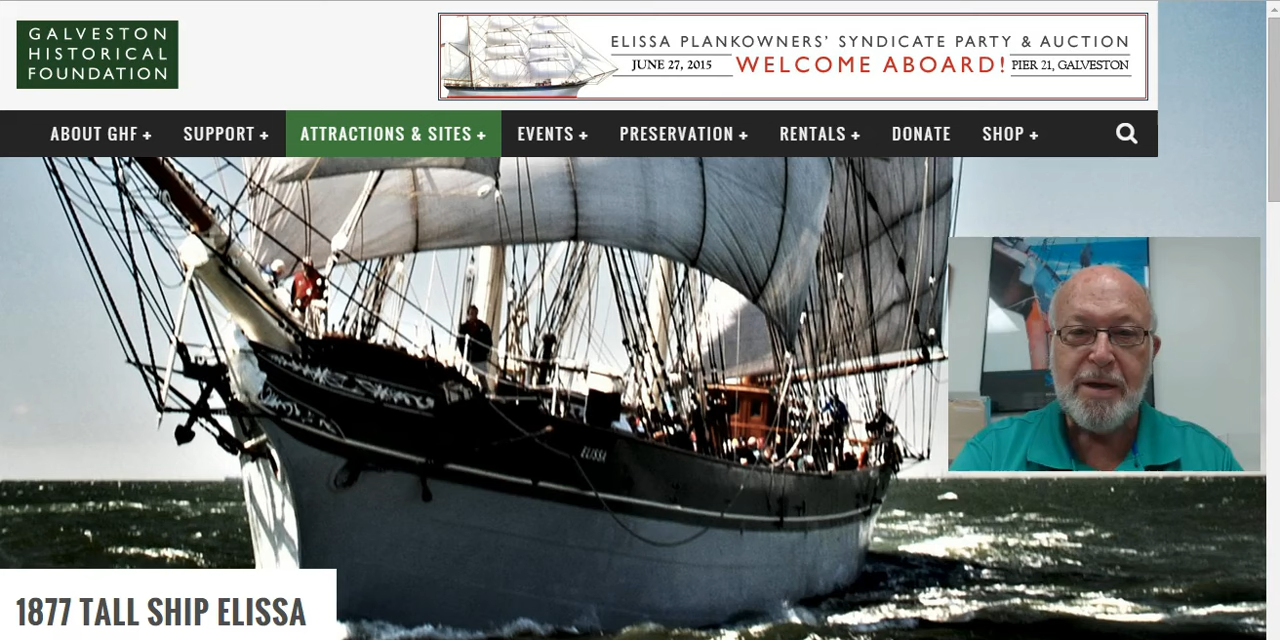 GALVESTON
HISTORICAL
FOUNDATION
ELISSA PLANKOWNERS' SYNDICATE PARTY & AUCTION
JUNE 27, 2015 WELCOME ABOARD! PIER 21, GALVESTON
ABOUT GHF + SUPPORT + ATTRACTIONS & SITES + EVENTS + PRESERVATION + RENTALS + DONATE SHOP +
ELISSA
1877 TALL SHIP ELISSA